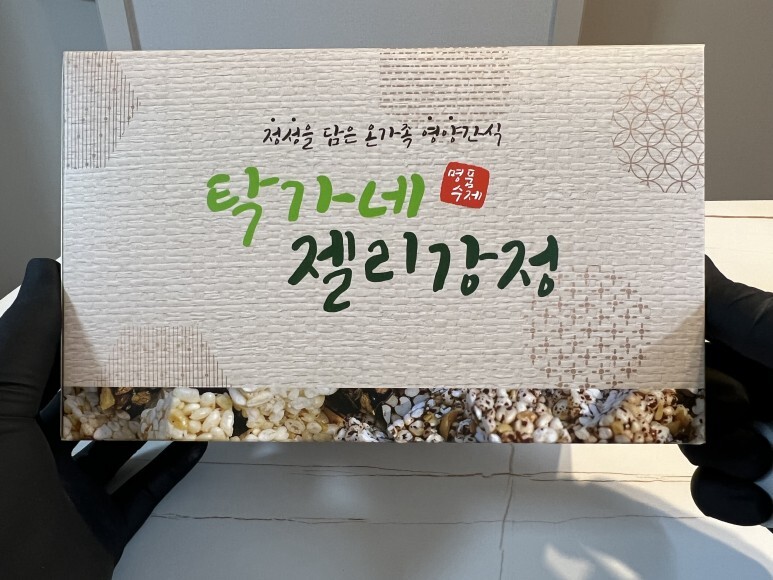 정성을 담은 온가족 영양간식
탁가네
명품
수제
젤리강정